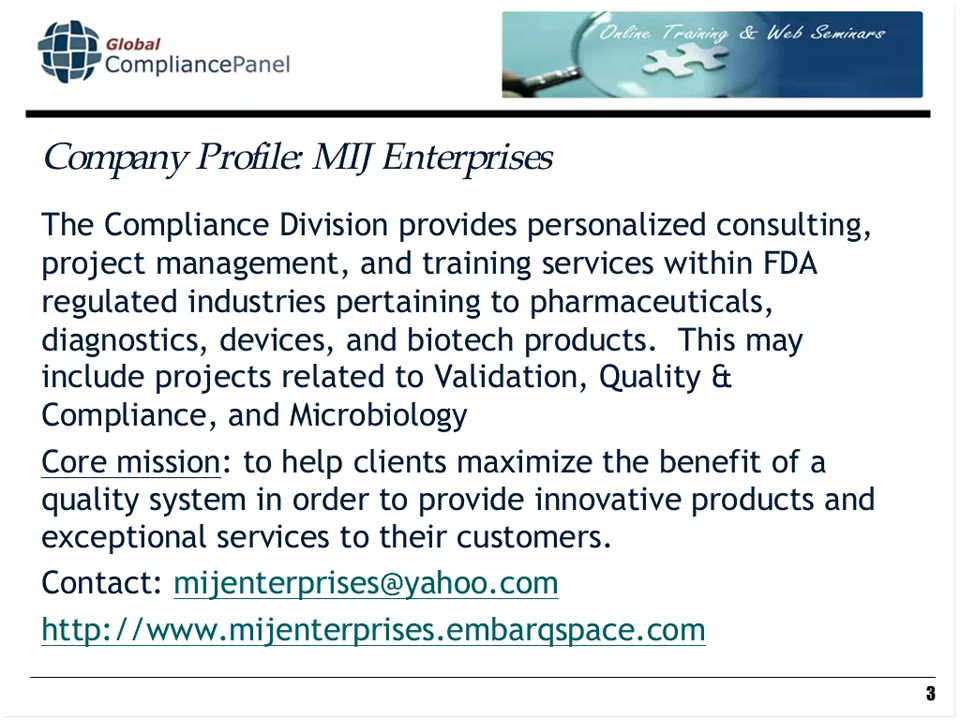 Global
CompliancePanel
Online Training & Web Seminars
Company Profile: MIJ Enterprises
The Compliance Division provides personalized consulting,
project management, and training services within FDA
regulated industries pertaining to pharmaceuticals,
diagnostics, devices, and biotech products.  This may
include projects related to Validation, Quality &
Compliance, and Microbiology
Core mission: to help clients maximize the benefit of a
quality system in order to provide innovative products and
exceptional services to their customers.
Contact: mijenterprises@yahoo.com
http://www.mijenterprises.embarqspace.com
3